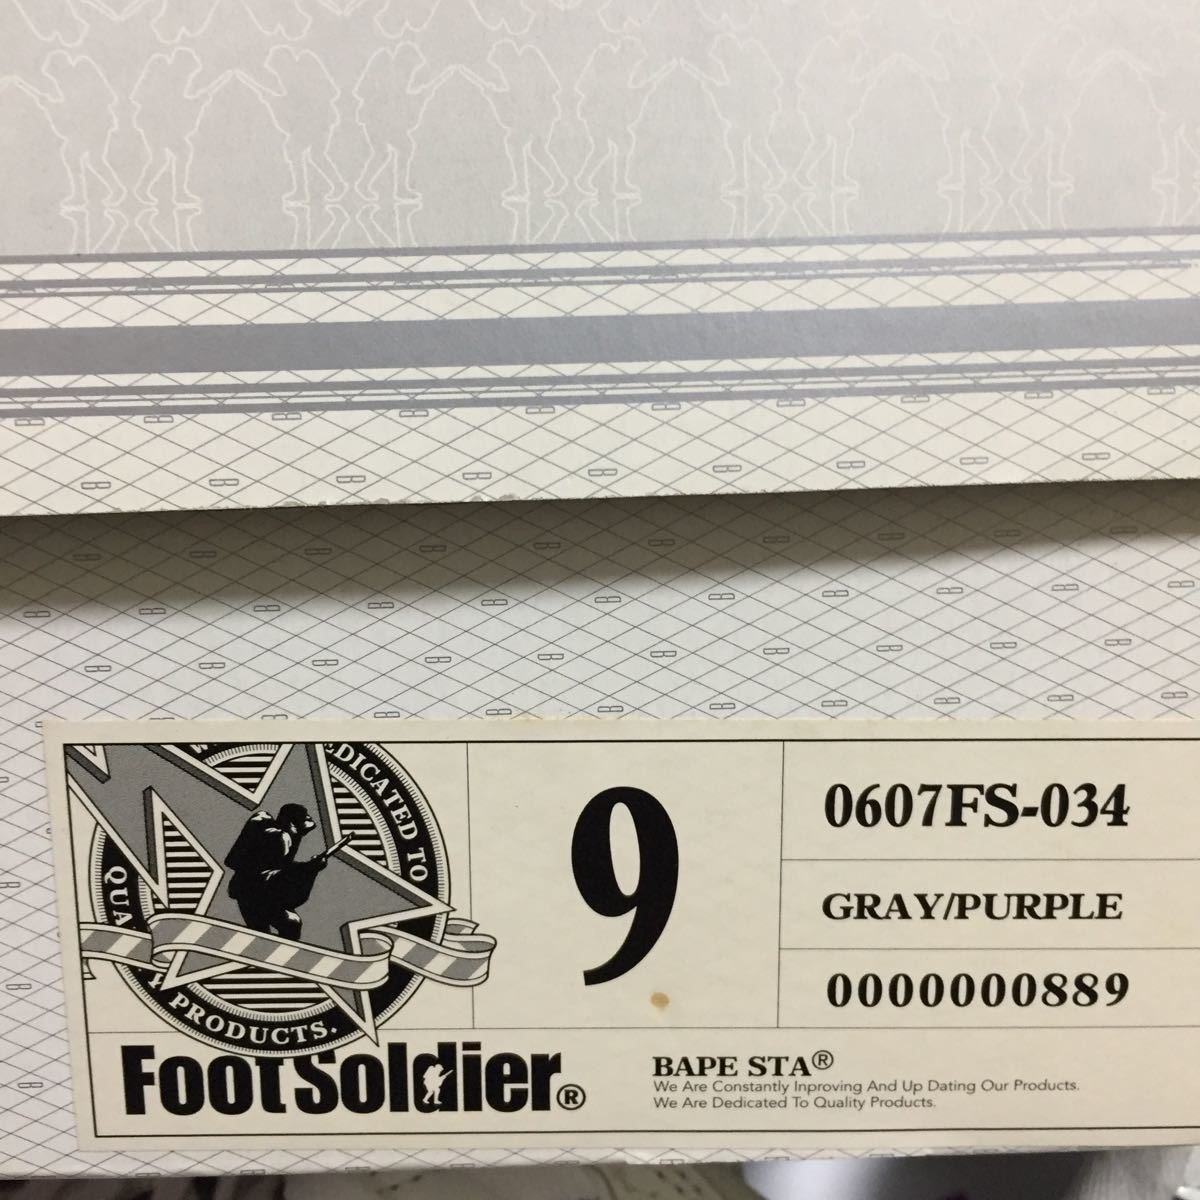 DEDICATED TO
QUALITY PRODUCTS.
9
0607FS-034
GRAY/PURPLE
0000000889
FootSoldier®
BAPE STA®
We Are Constantly Inproving And Up Dating Our Products.
We Are Dedicated To Quality Products.